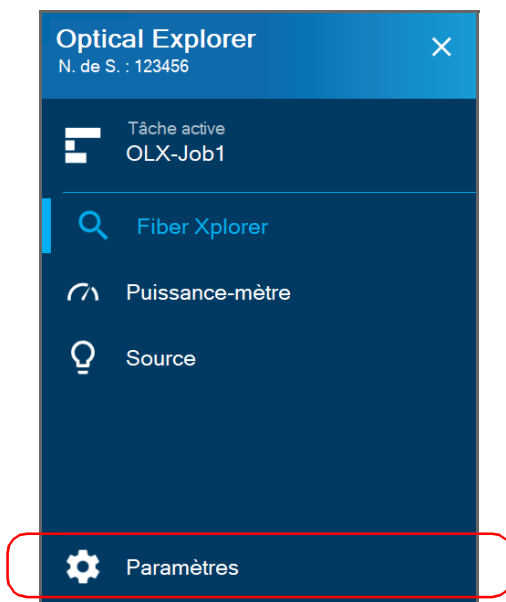 Optical Explorer
N. de S. : 123456
Tâche active
OLX-Job1
Fiber Xplorer
Puissance-mètre
Source
Paramètres